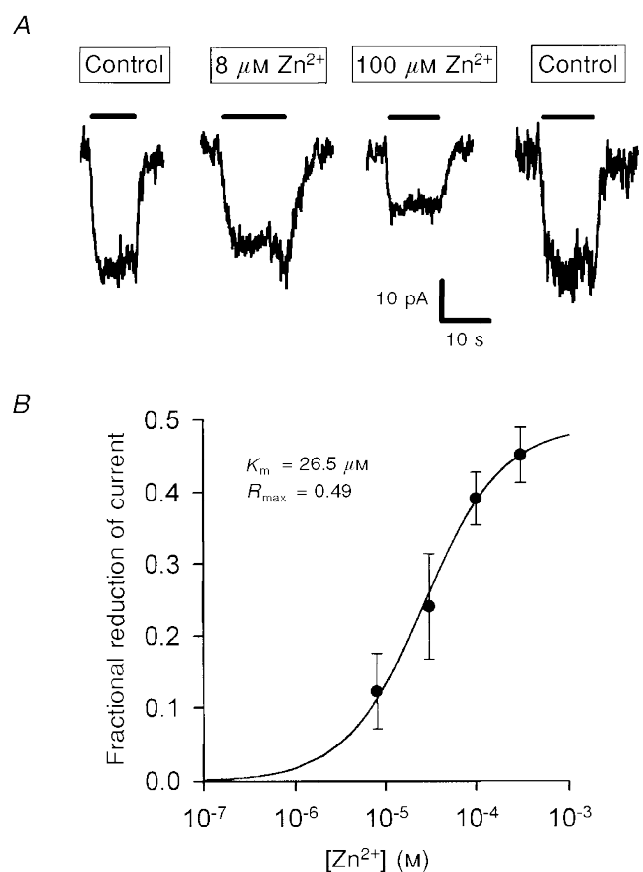 A
Control
8 μM Zn²⁺
100 μM Zn²⁺
Control
10 pA
10 s
B
Fractional reduction of current
0.5
0.4
0.3
0.2
0.1
0.0
Km = 26.5 μM
Rmax = 0.49
10⁻⁷
10⁻⁶
10⁻⁵
10⁻⁴
10⁻³
[Zn²⁺] (M)